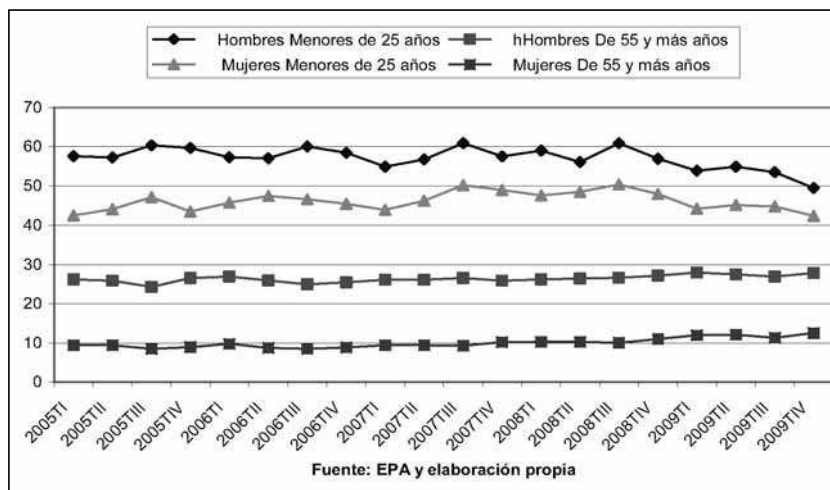 Hombres Menores de 25 años hHombres De 55 y más años
Mujeres Menores de 25 años Mujeres De 55 y más años
70
60
50
40
30
20
10
0
2005TI
2005TII
2005TIII
2005TIV
2006TI
2006TII
2006TIII
2006TIV
2007TI
2007TII
2007TIII
2007TIV
2008TI
2008TII
2008TIII
2008TIV
2009TI
2009TII
2009TIII
2009TIV
Fuente: EPA y elaboración propia